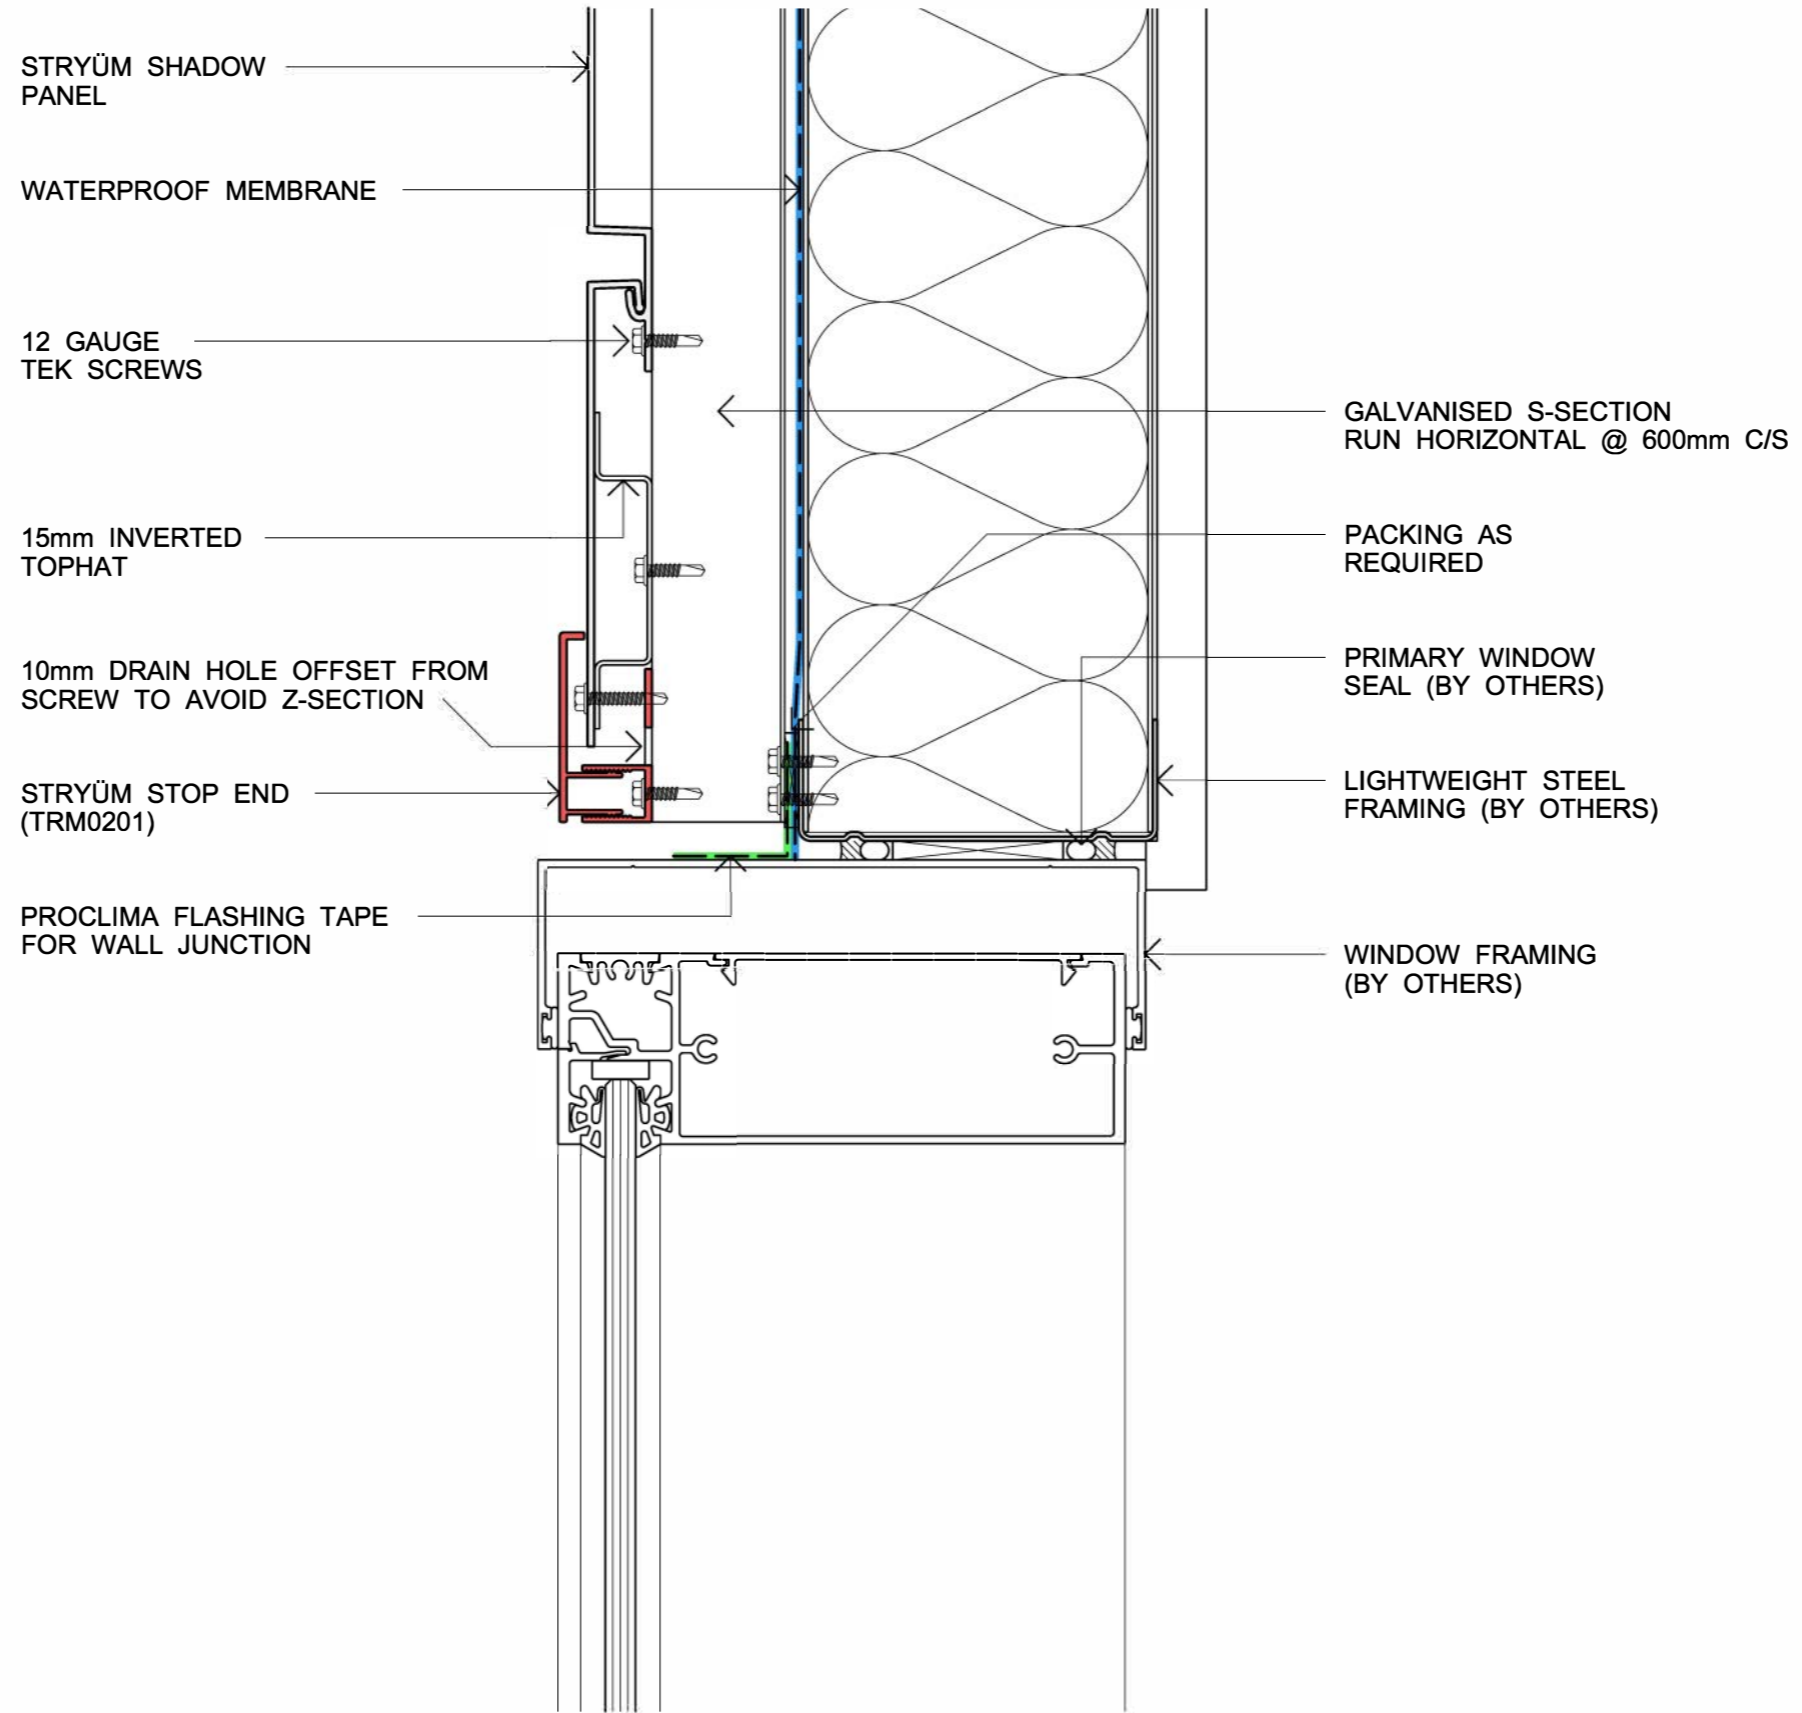 STRYÜM SHADOW
PANEL
WATERPROOF MEMBRANE
12 GAUGE
TEK SCREWS
15mm INVERTED
TOPHAT
10mm DRAIN HOLE OFFSET FROM
SCREW TO AVOID Z-SECTION
STRYÜM STOP END
(TRM0201)
PROCLIMA FLASHING TAPE
FOR WALL JUNCTION
GALVANISED S-SECTION
RUN HORIZONTAL @ 600mm C/S
PACKING AS
REQUIRED
PRIMARY WINDOW
SEAL (BY OTHERS)
LIGHTWEIGHT STEEL
FRAMING (BY OTHERS)
WINDOW FRAMING
(BY OTHERS)